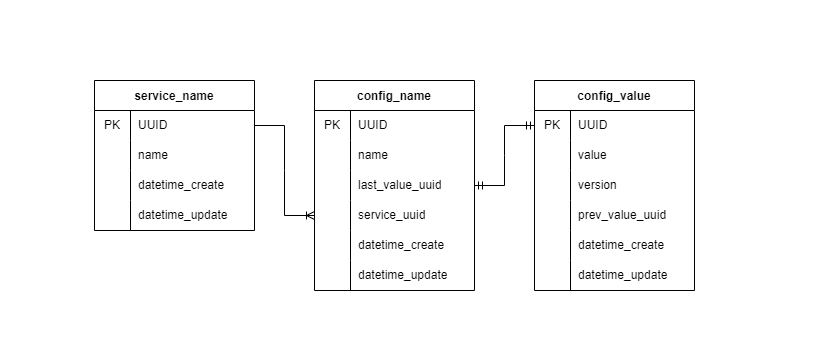 service_name
PK UUID
name
datetime_create
datetime_update
config_name
PK UUID
name
last_value_uuid
service_uuid
datetime_create
datetime_update
config_value
PK UUID
value
version
prev_value_uuid
datetime_create
datetime_update